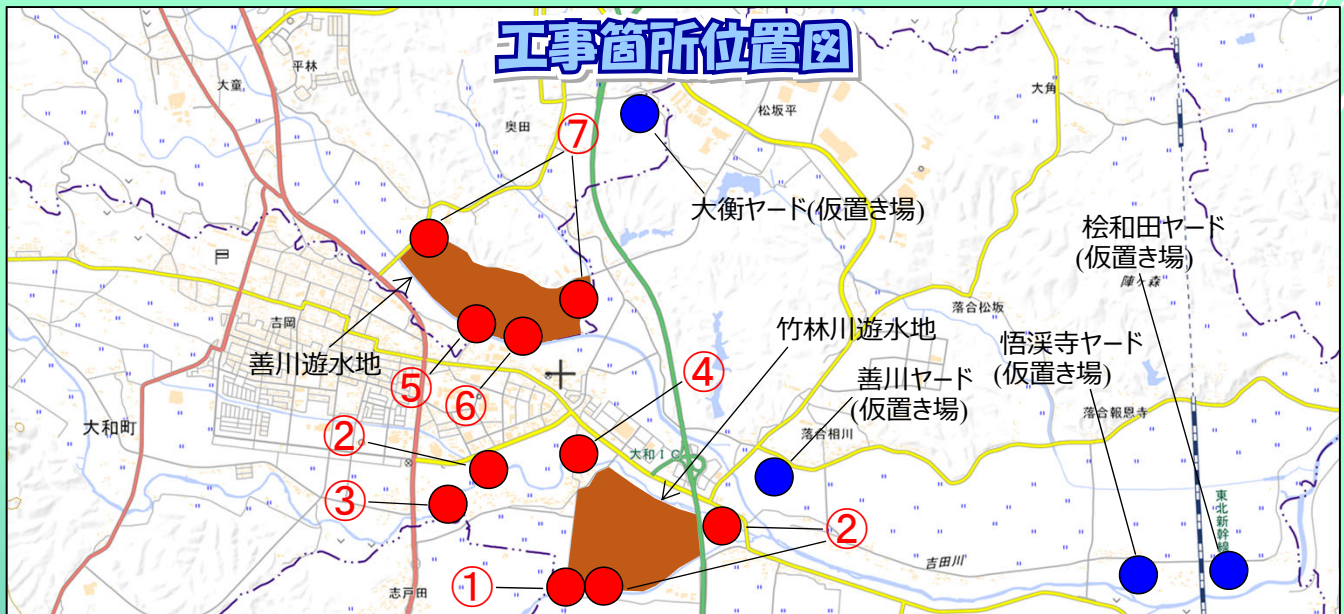 工事箇所位置図
平林
大童
奥田
⑦
松坂平
大角
大衡ヤード(仮置き場)
桧和田ヤード
(仮置き場)
陣ヶ森
落合松坂
吉岡
善川遊水地
竹林川遊水地
悟渓寺ヤード
(仮置き場)
⑤
⑥
④
善川ヤード
(仮置き場)
落合報恩寺
大和町
②
落合相川
大和IC
③
東北新幹線
②
吉田川
①
志戸田